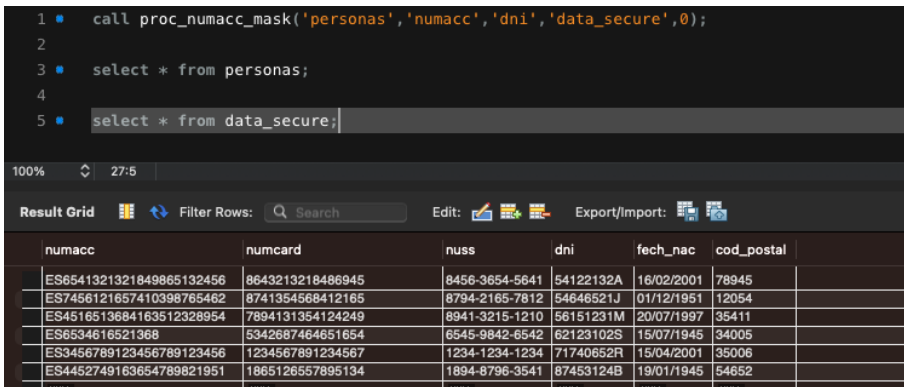 1 call proc_numacc_mask('personas','numacc','dni','data_secure',0);
2
3 select * from personas;
4
5 select * from data_secure;
100% 27:5
Result Grid Filter Rows: Search Edit: Export/Import:
numacc numcard nuss dni fech_nac cod_postal
ES6541321321849865132456 8643213218486945 8456-3654-5641 54122132A 16/02/2001 78945
ES7456121657410398765462 8741354568412165 8794-2165-7812 54646521J 01/12/1951 12054
ES4516513684163512328954 7894131354124249 8941-3215-1210 56151231M 20/07/1997 35411
ES6534616521368 5342687464651654 6545-9842-6542 62123102S 15/07/1945 34005
ES3456789123456789123456 1234567891234567 1234-1234-1234 71740652R 15/04/2001 35006
ES4452749163654789821951 1865126557895134 1894-8796-3541 87453124B 19/01/1945 54652